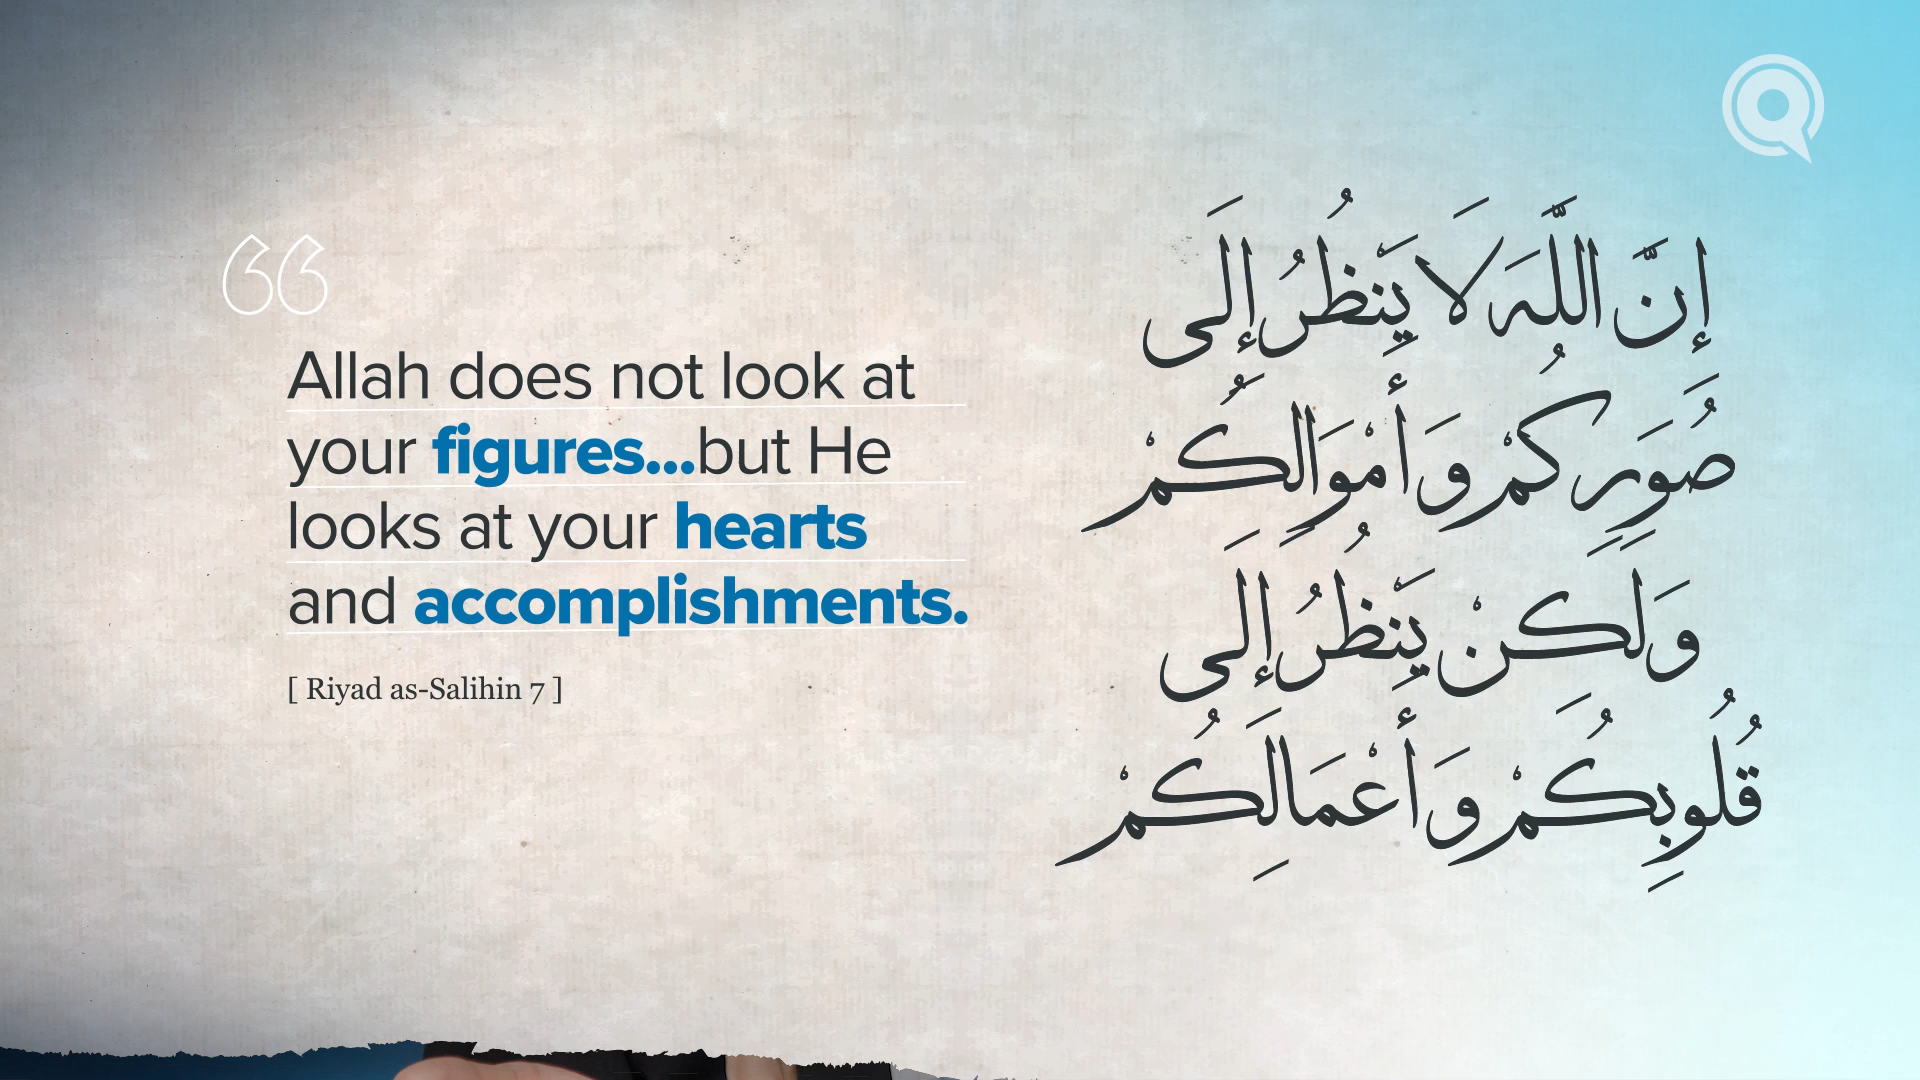 Allah does not look at
your figures...but He
looks at your hearts
and accomplishments.
[ Riyad as-Salihin 7 ]
إِنَّ اللَّهَ لَا يَنْظُرُ إِلَى
صُوَرِكُمْ وَأَمْوَالِكُمْ
وَلَكِنْ يَنْظُرُ إِلَى
قُلُوبِكُمْ وَأَعْمَالِكُمْ